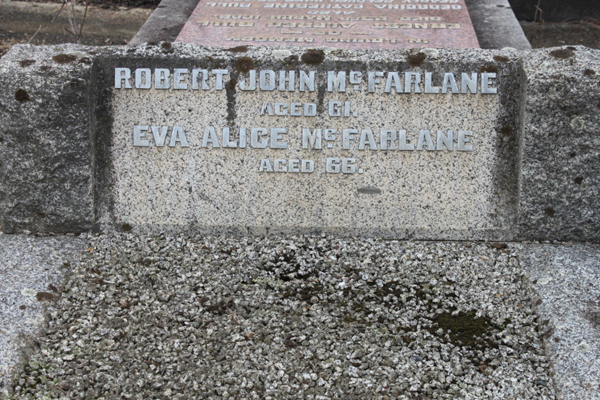 ROBERT JOHN McFARLANE
AGED 61.
EVA ALICE McFARLANE
AGED 66.